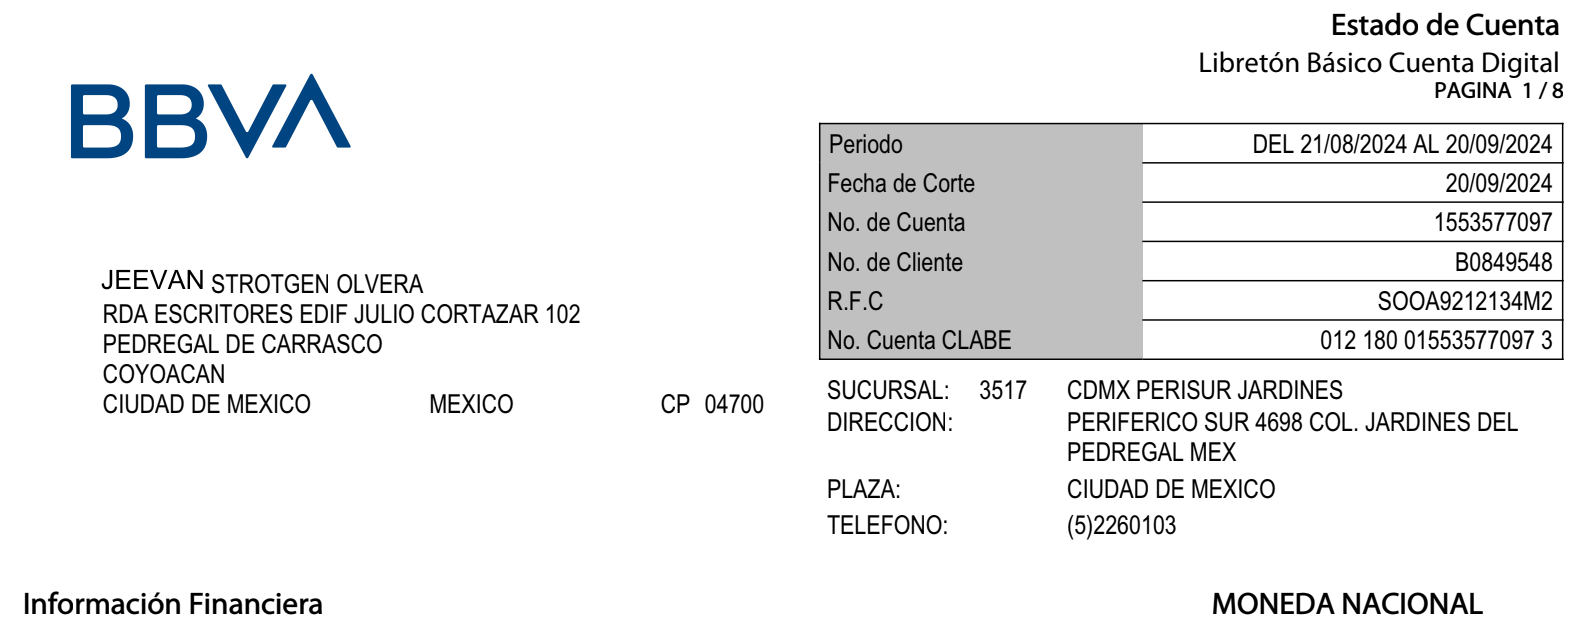 Estado de Cuenta
Libretón Básico Cuenta Digital
PAGINA 1 / 8
BBVA
Periodo DEL 21/08/2024 AL 20/09/2024
Fecha de Corte 20/09/2024
No. de Cuenta 1553577097
No. de Cliente B0849548
R.F.C SOOA9212134M2
No. Cuenta CLABE 012 180 01553577097 3
JEEVAN STROTGEN OLVERA
RDA ESCRITORES EDIF JULIO CORTAZAR 102
PEDREGAL DE CARRASCO
COYOACAN
CIUDAD DE MEXICO MEXICO CP 04700
SUCURSAL: 3517 CDMX PERISUR JARDINES
DIRECCION: PERIFERICO SUR 4698 COL. JARDINES DEL
PEDREGAL MEX
PLAZA: CIUDAD DE MEXICO
TELEFONO: (5)2260103
Información Financiera MONEDA NACIONAL